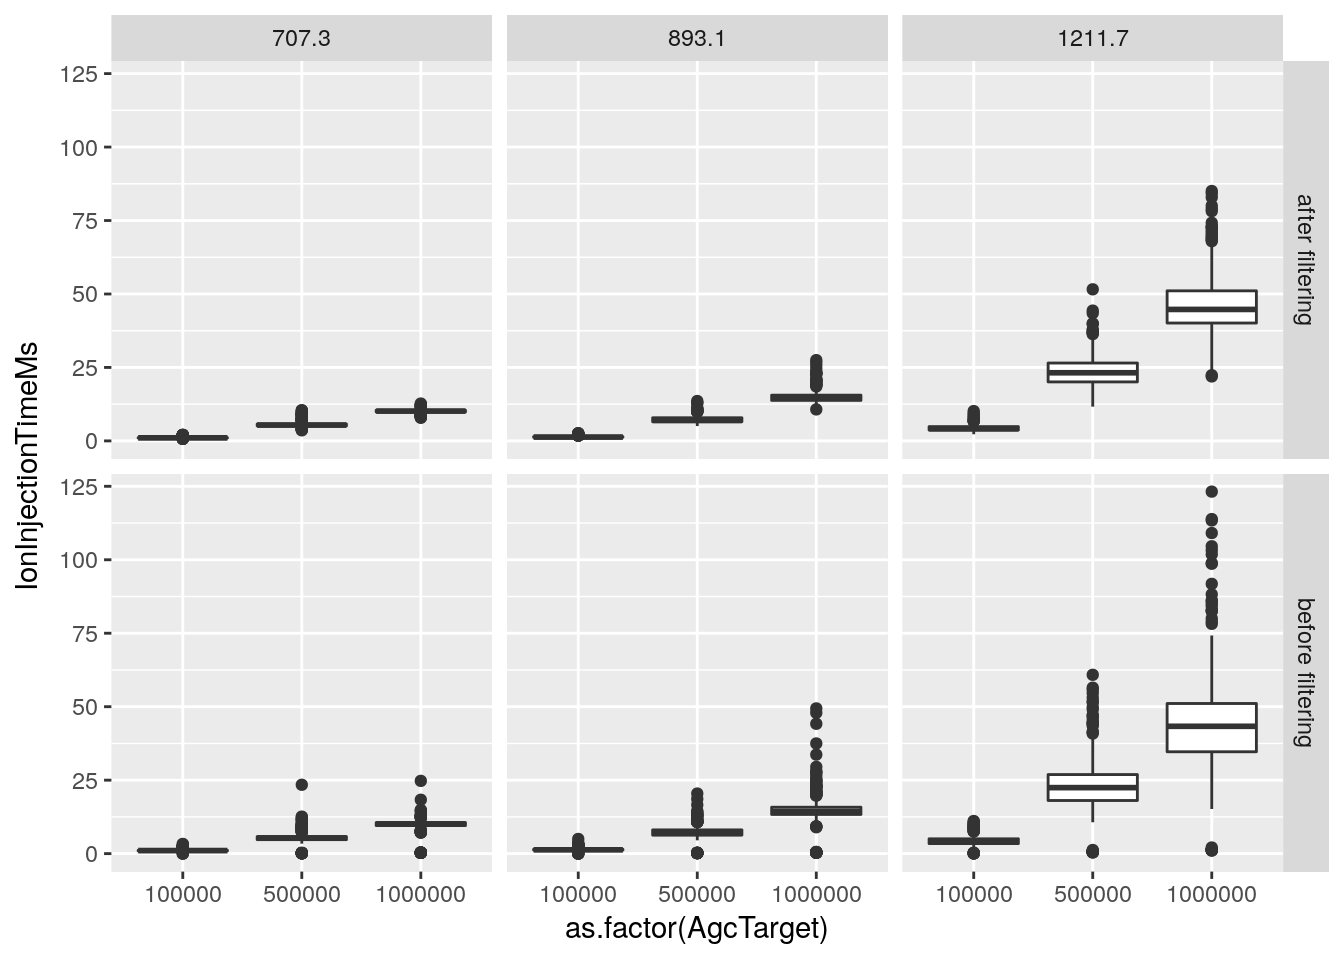 707.3 893.1 1211.7
125
100
75
50
25
0
after filtering
125
100
75
50
25
0
before filtering
IonInjectionTimeMs
100000 500000 1000000 100000 500000 1000000 100000 500000 1000000
as.factor(AgcTarget)